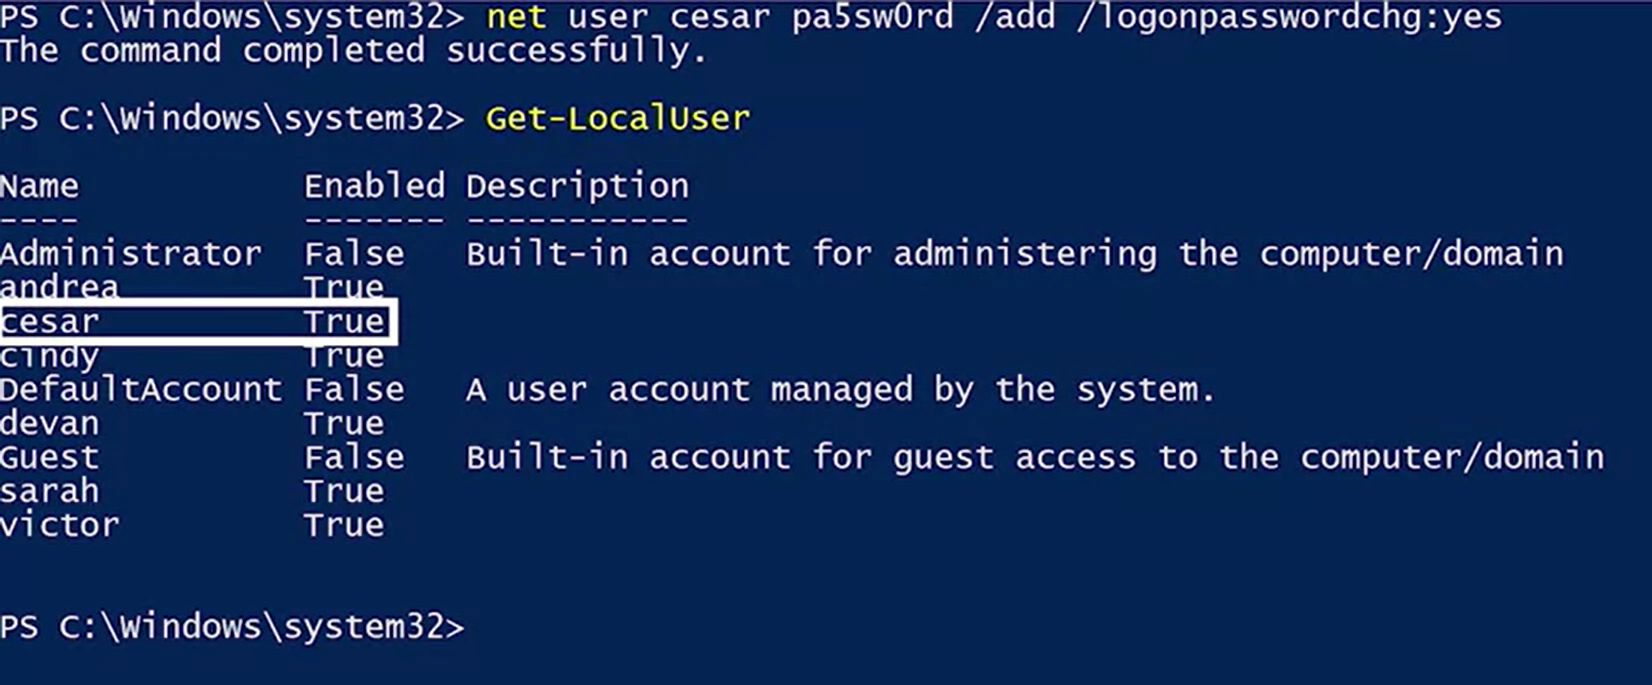 PS C:\Windows\system32> net user cesar pa5sw0rd /add /logonpasswordchg:yes
The command completed successfully.
PS C:\Windows\system32> Get-LocalUser
Name Enabled Description
---- ------- -----------
Administrator False Built-in account for administering the computer/domain
andrea True
cesar True
cindy True
DefaultAccount False A user account managed by the system.
devan True
Guest False Built-in account for guest access to the computer/domain
sarah True
victor True
PS C:\Windows\system32>